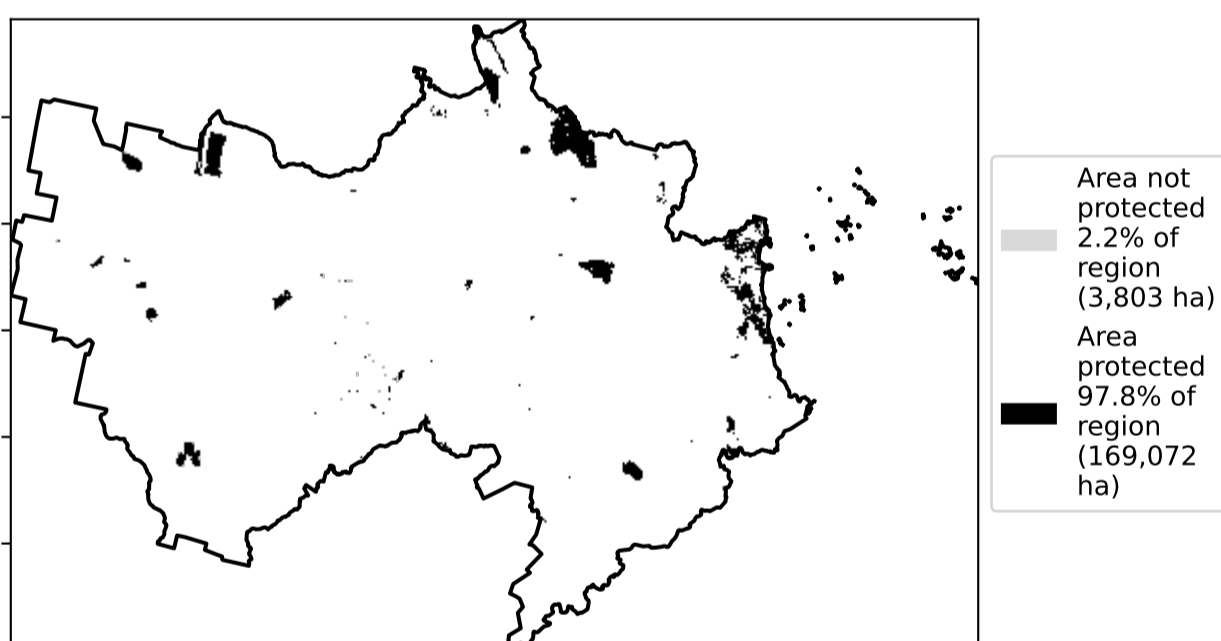 Area not
protected
2.2% of
region
(3,803 ha)
Area
protected
97.8% of
region
(169,072
ha)